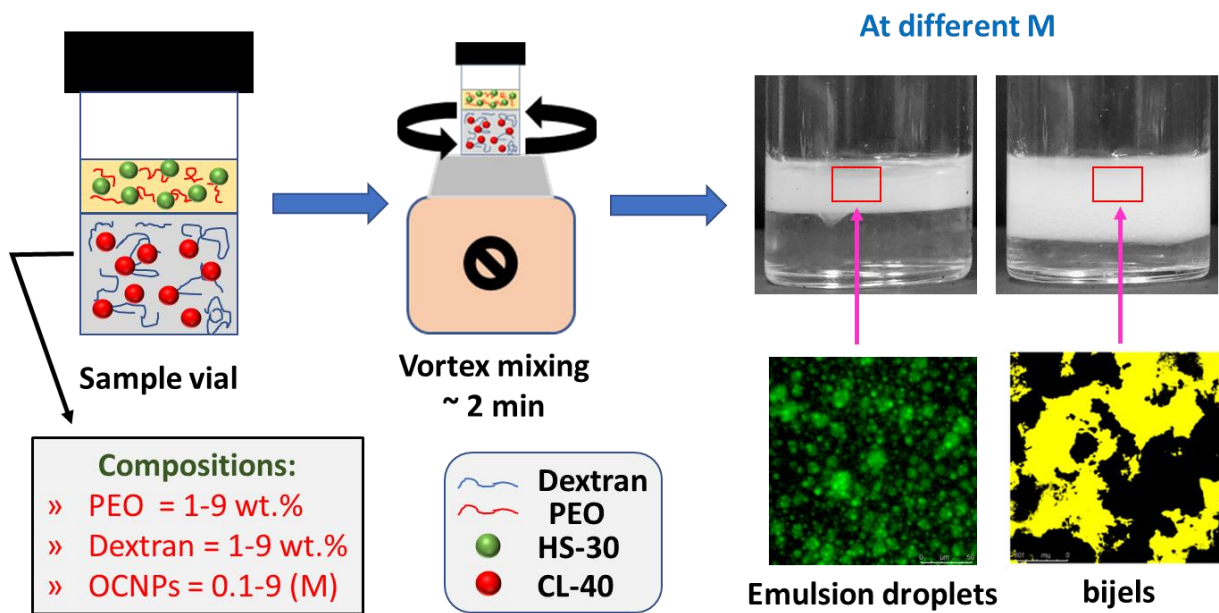 At different M
Sample vial
Vortex mixing
~ 2 min
Compositions:
» PEO = 1-9 wt.%
» Dextran = 1-9 wt.%
» OCNPs = 0.1-9 (M)
Dextran
PEO
HS-30
CL-40
Emulsion droplets
bijels